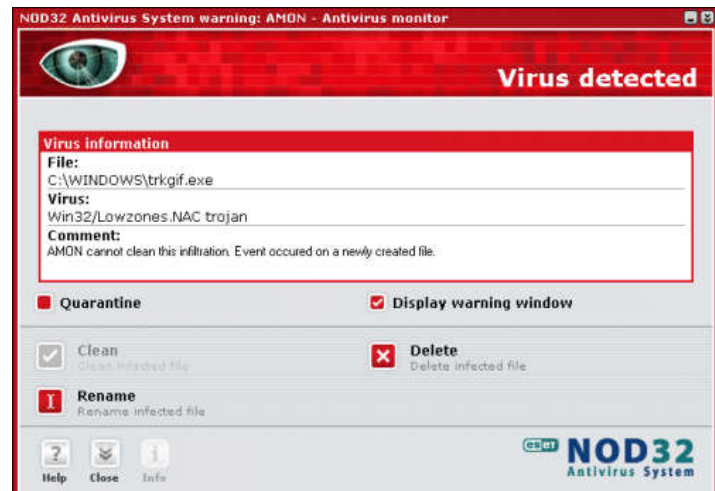 NOD32 Antivirus System warning: AMON - Antivirus monitor
Virus detected
Virus information
File:
C:\WINDOWS\trkgif.exe
Virus:
Win32/Lowzones.NAC trojan
Comment:
AMON cannot clean this infiltration. Event occured on a newly created file.
Quarantine
Display warning window
Clean
Clean infected file
Delete
Delete infected file
Rename
Rename infected file
Help
Close
Info
eset
NOD32
Antivirus System